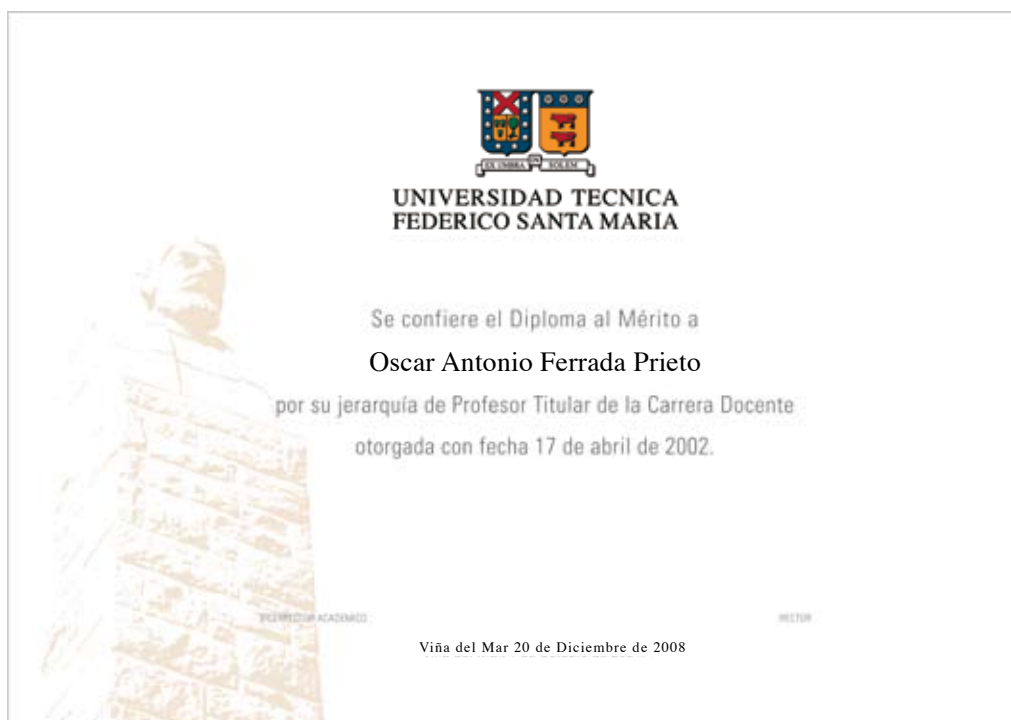 EX UMBRA IN SOLEM
UNIVERSIDAD TECNICA
FEDERICO SANTA MARIA
Se confiere el Diploma al Mérito a
Oscar Antonio Ferrada Prieto
por su jerarquía de Profesor Titular de la Carrera Docente
otorgada con fecha 17 de abril de 2002.
VICERRECTOR ACADEMICO
RECTOR
Viña del Mar 20 de Diciembre de 2008